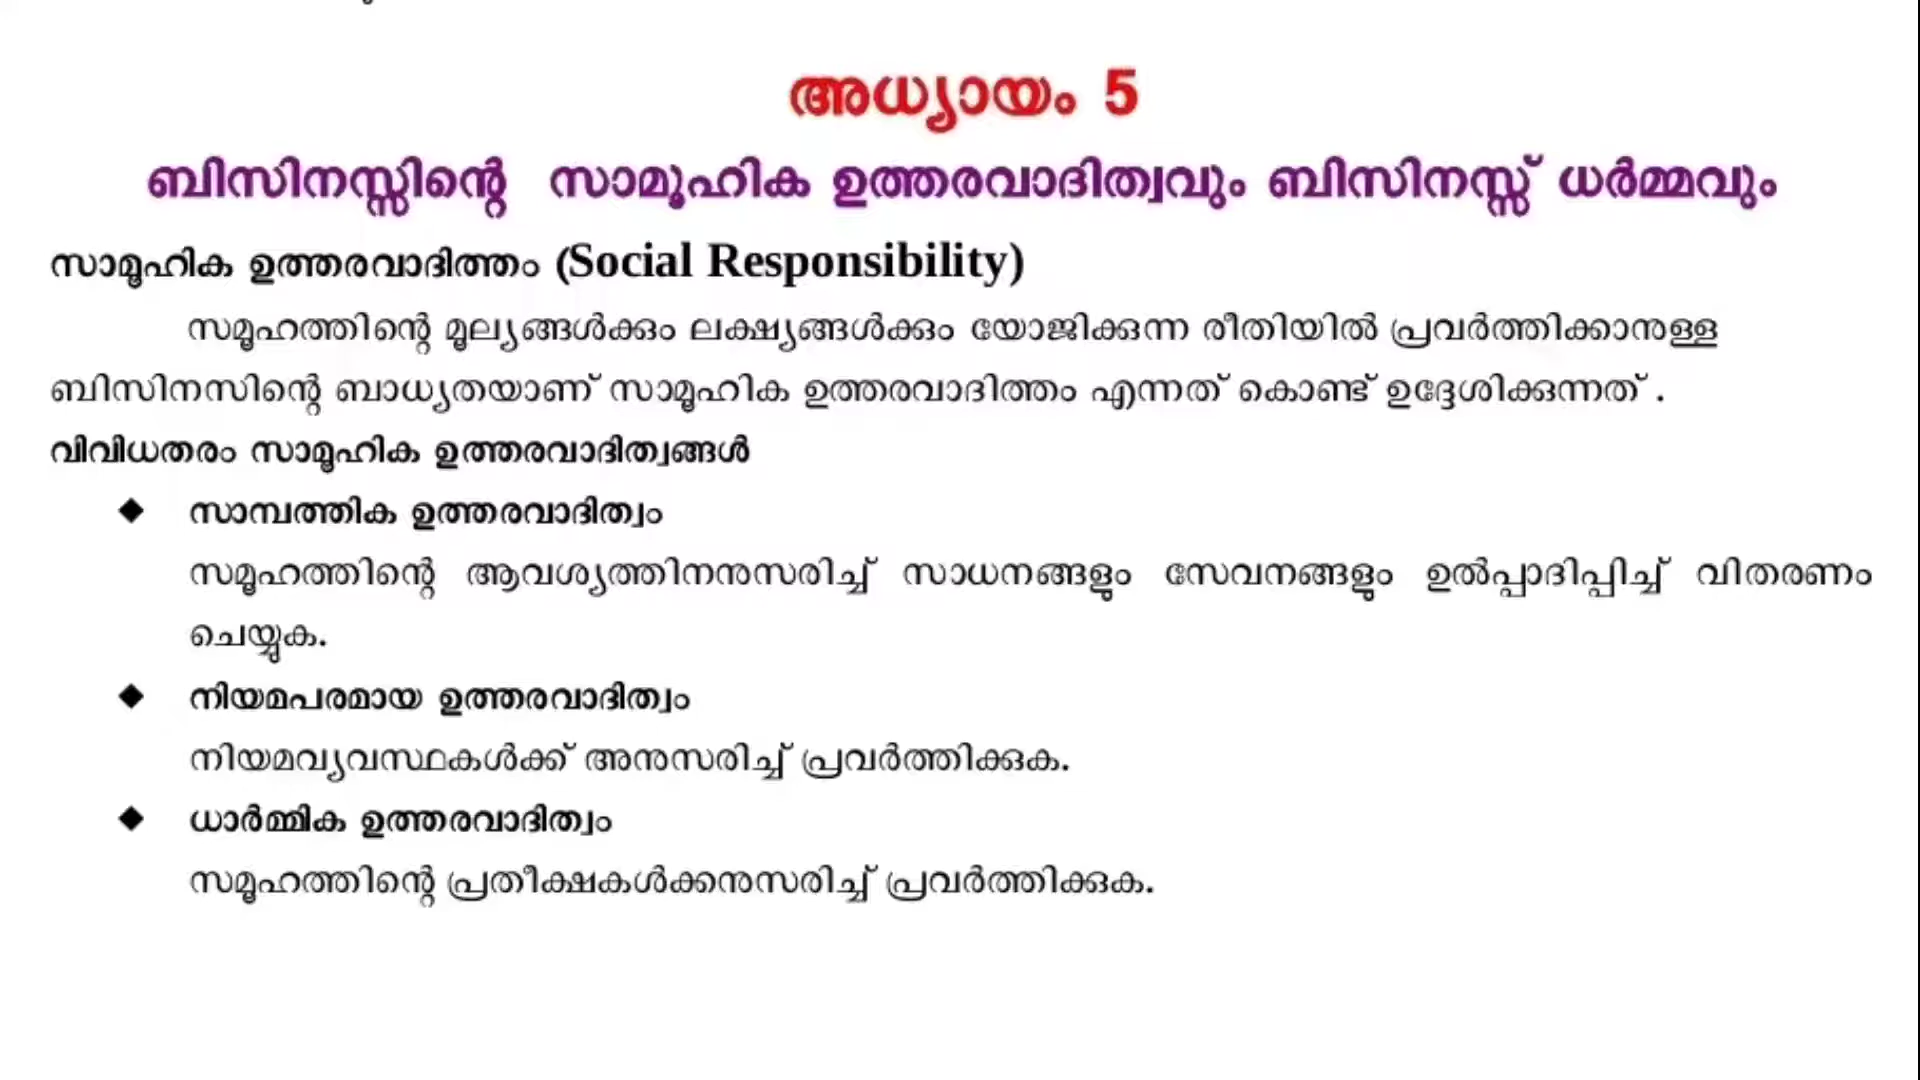 അധ്യായം 5
ബിസിനസ്സിന്റെ സാമൂഹിക ഉത്തരവാദിത്വവും ബിസിനസ്സ് ധർമ്മവും
സാമൂഹിക ഉത്തരവാദിത്തം (Social Responsibility)
സമൂഹത്തിന്റെ മൂല്യങ്ങൾക്കും ലക്ഷ്യങ്ങൾക്കും യോജിക്കുന്ന രീതിയിൽ പ്രവർത്തിക്കാനുള്ള
ബിസിനസിന്റെ ബാധ്യതയാണ് സാമൂഹിക ഉത്തരവാദിത്തം എന്നത് കൊണ്ട് ഉദ്ദേശിക്കുന്നത് .
വിവിധതരം സാമൂഹിക ഉത്തരവാദിത്വങ്ങൾ
◆ സാമ്പത്തിക ഉത്തരവാദിത്വം
സമൂഹത്തിന്റെ ആവശ്യത്തിനനുസരിച്ച് സാധനങ്ങളും സേവനങ്ങളും ഉൽപ്പാദിപ്പിച്ച് വിതരണം
ചെയ്യുക.
◆ നിയമപരമായ ഉത്തരവാദിത്വം
നിയമവ്യവസ്ഥകൾക്ക് അനുസരിച്ച് പ്രവർത്തിക്കുക.
◆ ധാർമ്മിക ഉത്തരവാദിത്വം
സമൂഹത്തിന്റെ പ്രതീക്ഷകൾക്കനുസരിച്ച് പ്രവർത്തിക്കുക.